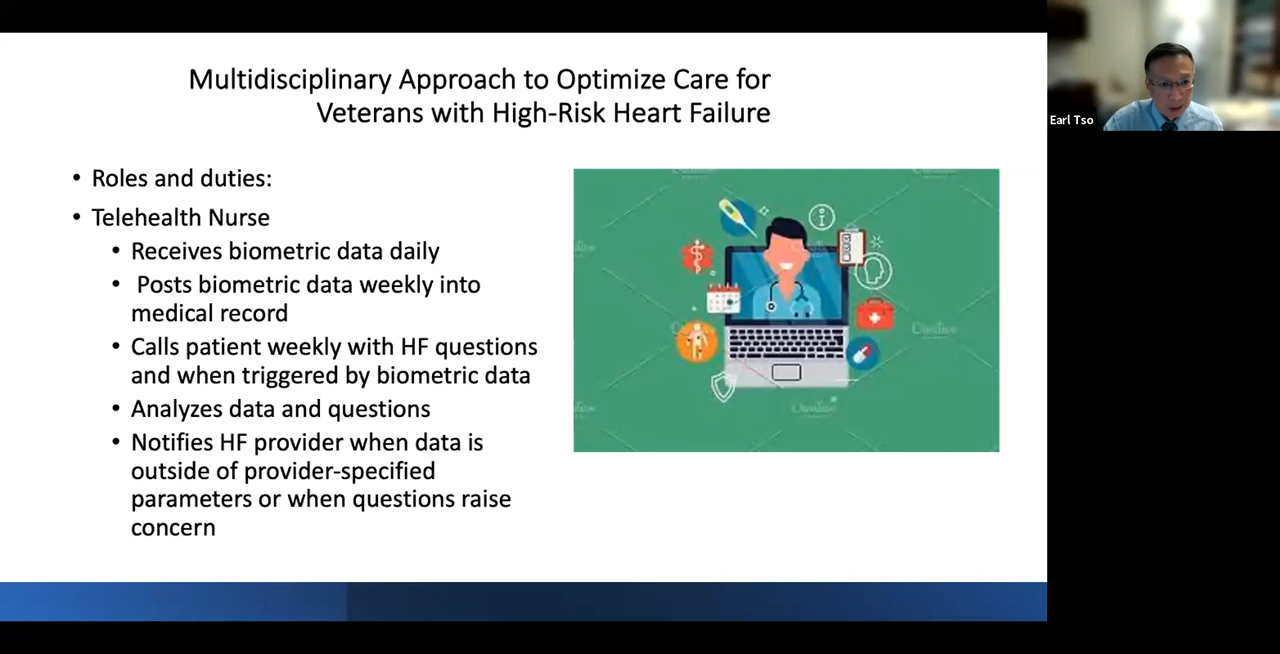 Multidisciplinary Approach to Optimize Care for
Veterans with High-Risk Heart Failure
Earl Tso
• Roles and duties:
• Telehealth Nurse
• Receives biometric data daily
• Posts biometric data weekly into
medical record
• Calls patient weekly with HF questions
and when triggered by biometric data
• Analyzes data and questions
• Notifies HF provider when data is
outside of provider-specified
parameters or when questions raise
concern